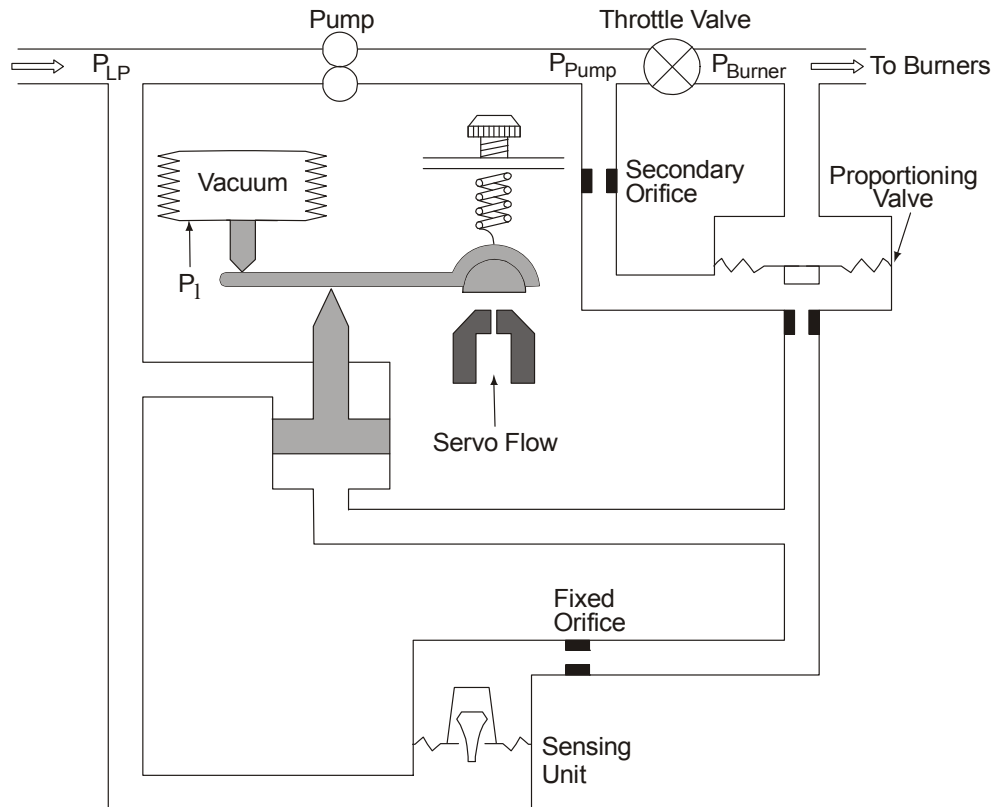 Pump
Throttle Valve
P_LP
P_Pump
P_Burner
To Burners
Vacuum
Secondary
Orifice
Proportioning
Valve
P_1
Servo Flow
Fixed
Orifice
Sensing
Unit